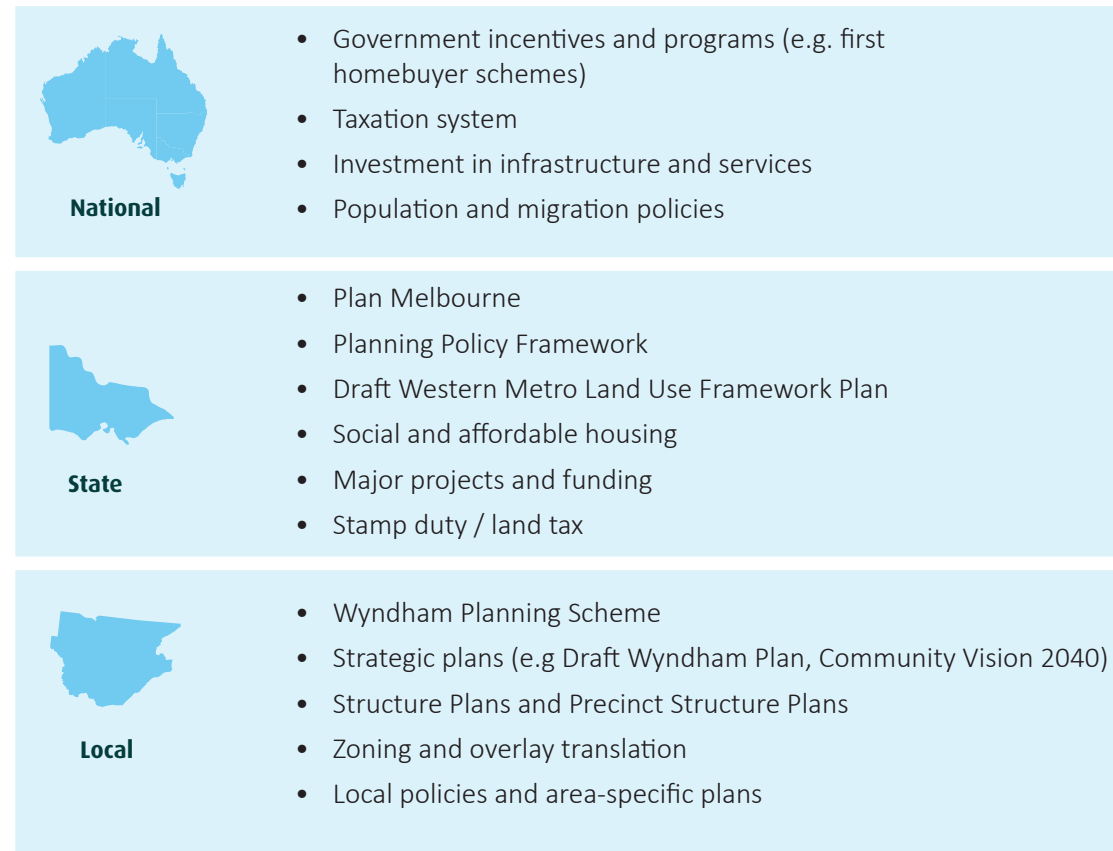 • Government incentives and programs (e.g. first
homebuyer schemes)
• Taxation system
• Investment in infrastructure and services
• Population and migration policies
National
• Plan Melbourne
• Planning Policy Framework
• Draft Western Metro Land Use Framework Plan
• Social and affordable housing
• Major projects and funding
• Stamp duty / land tax
State
• Wyndham Planning Scheme
• Strategic plans (e.g Draft Wyndham Plan, Community Vision 2040)
• Structure Plans and Precinct Structure Plans
• Zoning and overlay translation
• Local policies and area-specific plans
Local